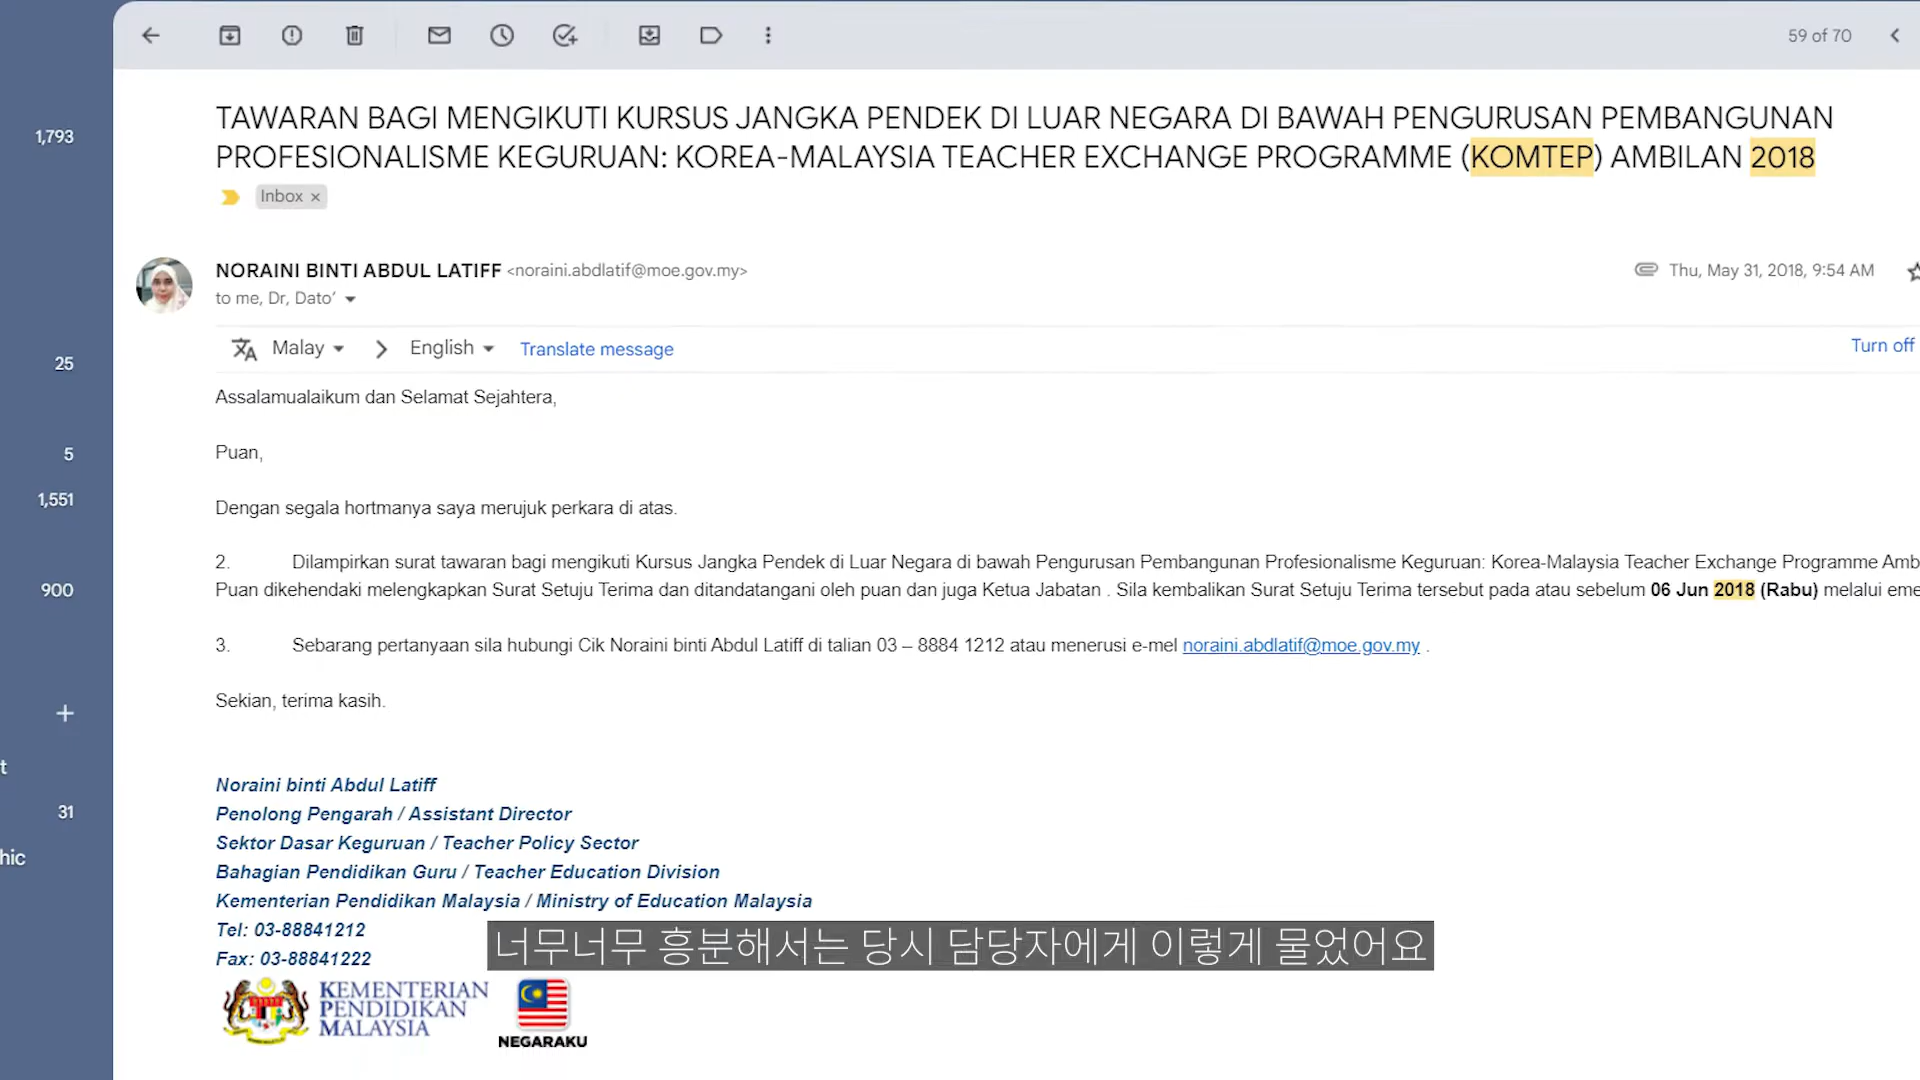 59 of 70
TAWARAN BAGI MENGIKUTI KURSUS JANGKA PENDEK DI LUAR NEGARA DI BAWAH PENGURUSAN PEMBANGUNAN
PROFESIONALISME KEGURUAN: KOREA-MALAYSIA TEACHER EXCHANGE PROGRAMME (KOMTEP) AMBILAN 2018
Inbox ×
1,793
25
5
1,551
900
31
hic
NORAINI BINTI ABDUL LATIFF <noraini.abdlatif@moe.gov.my>
Thu, May 31, 2018, 9:54 AM
to me, Dr, Dato'
Malay > English Translate message
Turn off
Assalamualaikum dan Selamat Sejahtera,
Puan,
Dengan segala hortmanya saya merujuk perkara di atas.
2. Dilampirkan surat tawaran bagi mengikuti Kursus Jangka Pendek di Luar Negara di bawah Pengurusan Pembangunan Profesionalisme Keguruan: Korea-Malaysia Teacher Exchange Programme Amb
Puan dikehendaki melengkapkan Surat Setuju Terima dan ditandatangani oleh puan dan juga Ketua Jabatan . Sila kembalikan Surat Setuju Terima tersebut pada atau sebelum 06 Jun 2018 (Rabu) melalui eme
3. Sebarang pertanyaan sila hubungi Cik Noraini binti Abdul Latiff di talian 03 – 8884 1212 atau menerusi e-mel noraini.abdlatif@moe.gov.my .
Sekian, terima kasih.
Noraini binti Abdul Latiff
Penolong Pengarah / Assistant Director
Sektor Dasar Keguruan / Teacher Policy Sector
Bahagian Pendidikan Guru / Teacher Education Division
Kementerian Pendidikan Malaysia / Ministry of Education Malaysia
Tel: 03-88841212
Fax: 03-88841222
너무너무 흥분해서는 당시 담당자에게 이렇게 물었어요
KEMENTERIAN
PENDIDIKAN
MALAYSIA
NEGARAKU